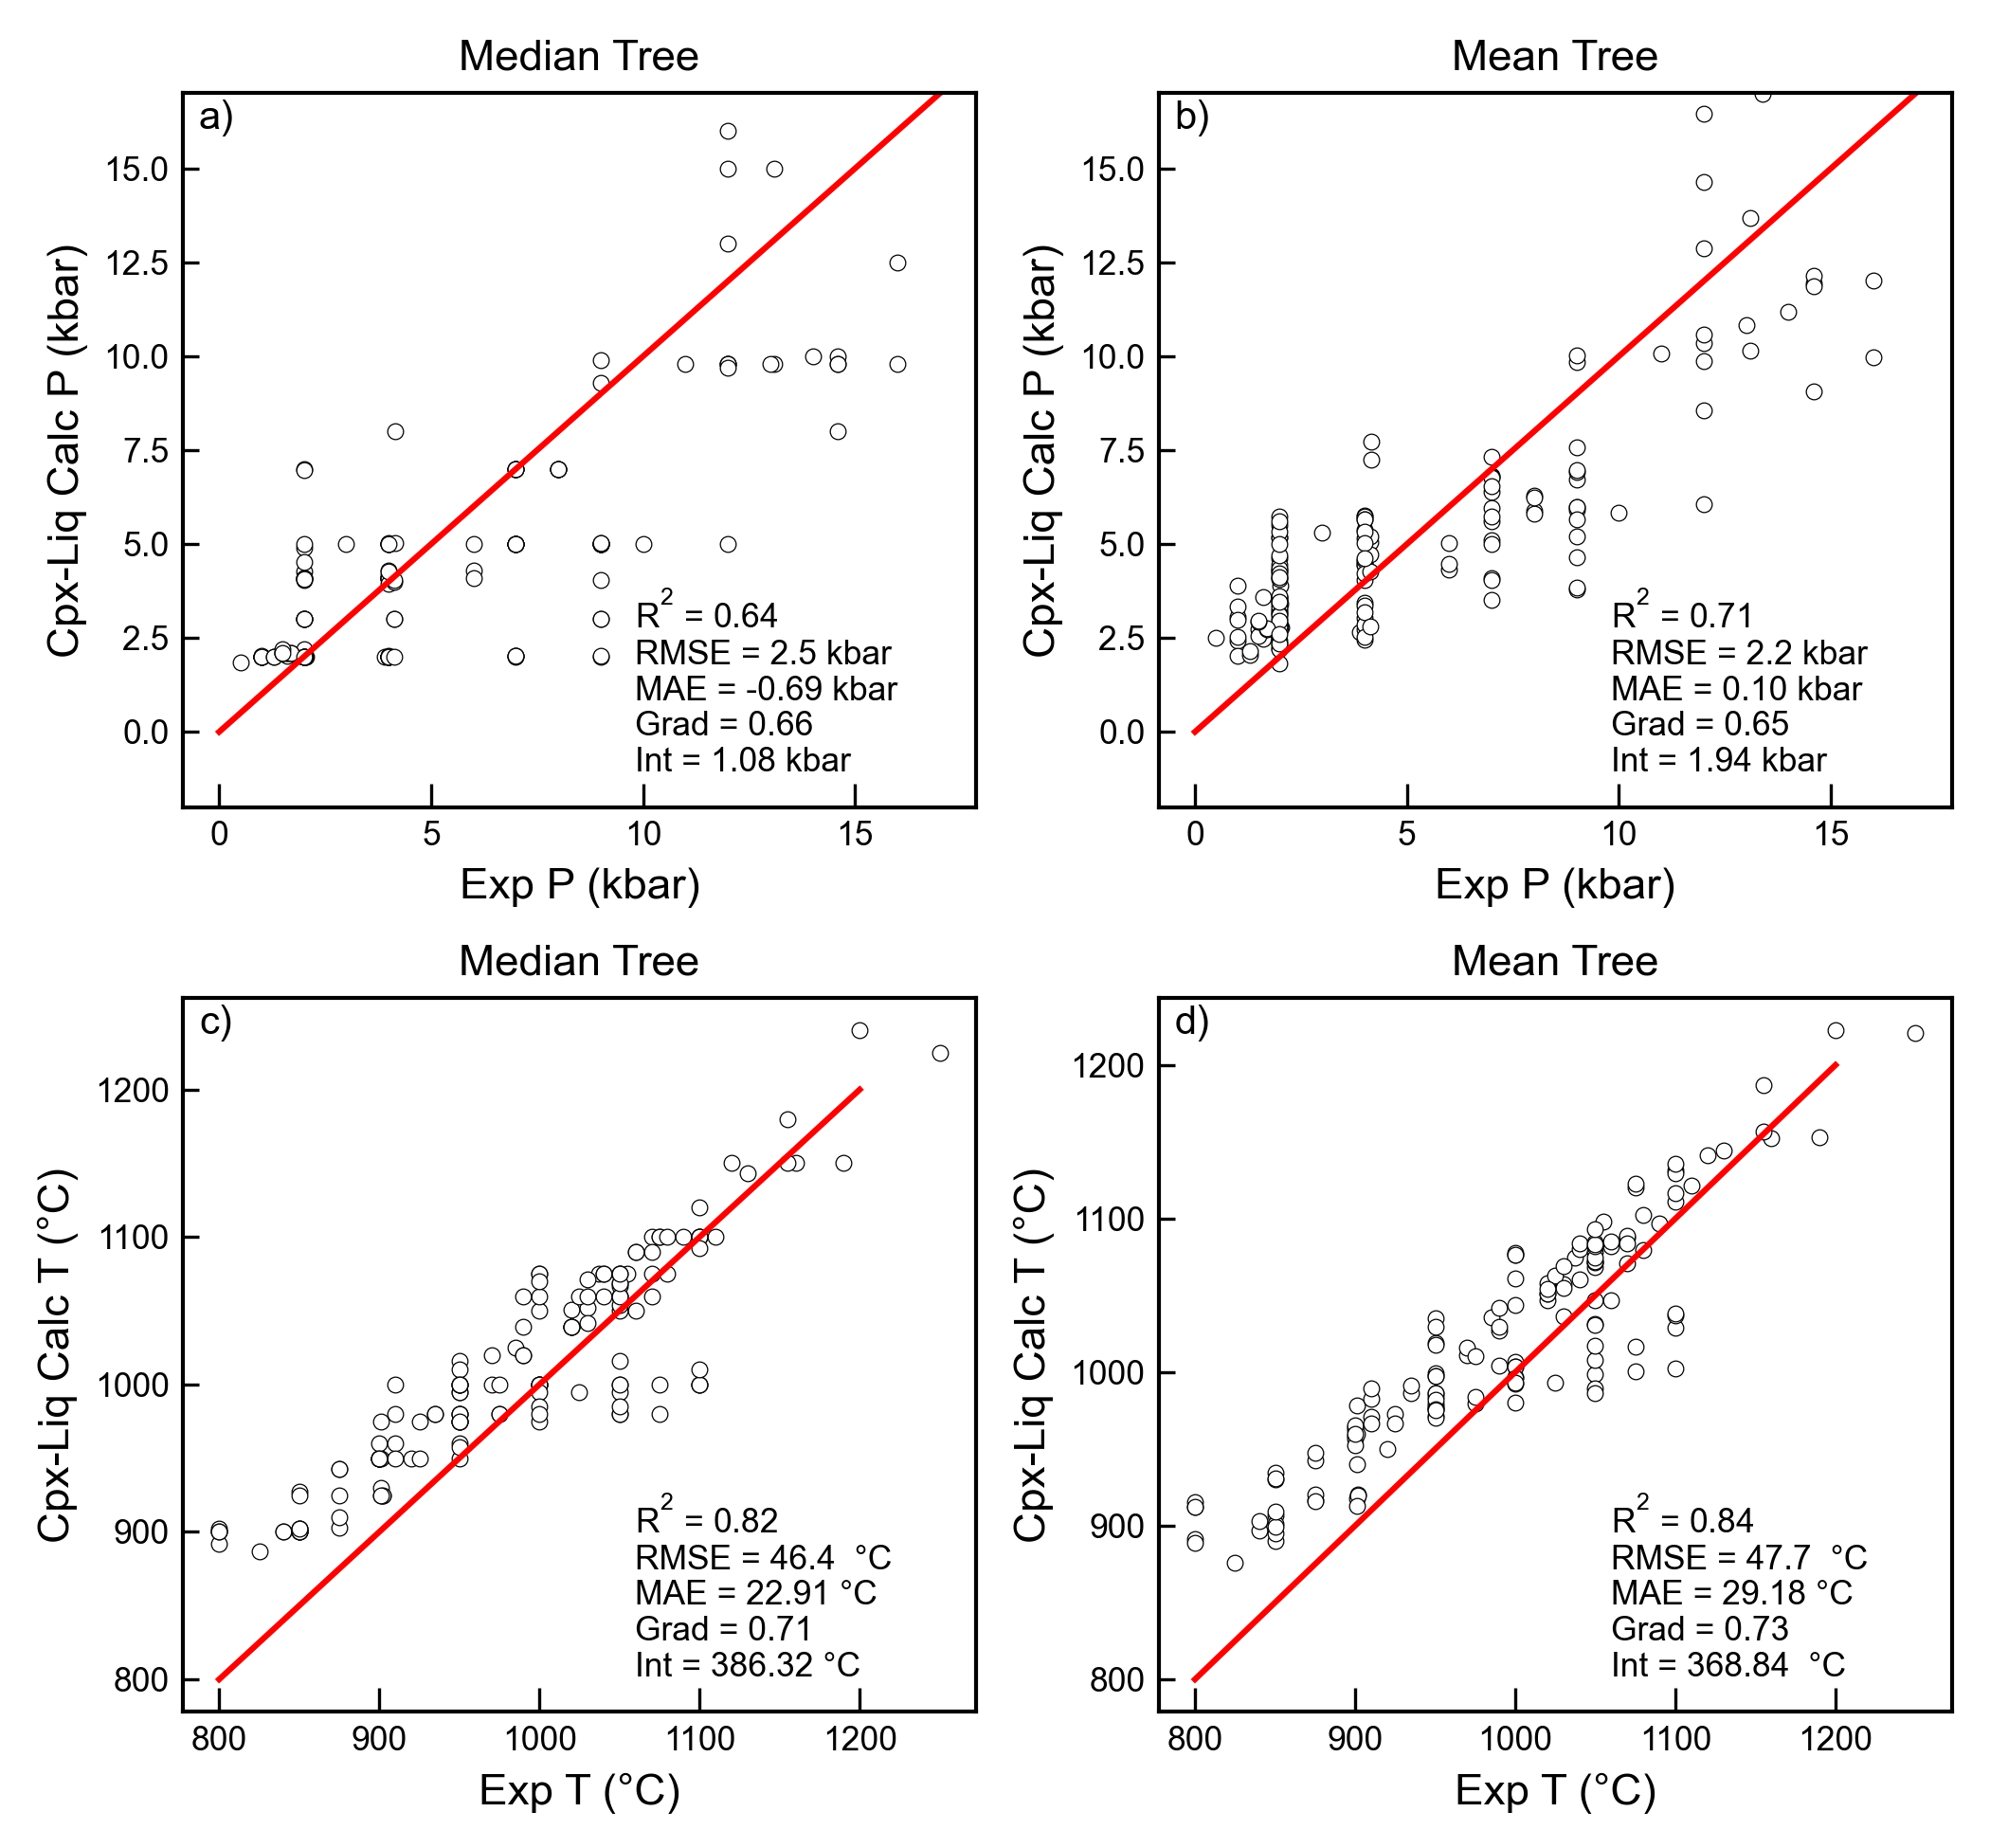 Median Tree
a)
15.0
12.5
10.0
7.5
5.0
2.5
0.0
Cpx-Liq Calc P (kbar)
R² = 0.64
RMSE = 2.5 kbar
MAE = -0.69 kbar
Grad = 0.66
Int = 1.08 kbar
0 5 10 15
Exp P (kbar)
Mean Tree
b)
15.0
12.5
10.0
7.5
5.0
2.5
0.0
Cpx-Liq Calc P (kbar)
R² = 0.71
RMSE = 2.2 kbar
MAE = 0.10 kbar
Grad = 0.65
Int = 1.94 kbar
0 5 10 15
Exp P (kbar)
Median Tree
c)
1200
1100
1000
900
800
Cpx-Liq Calc T (°C)
R² = 0.82
RMSE = 46.4 °C
MAE = 22.91 °C
Grad = 0.71
Int = 386.32 °C
800 900 1000 1100 1200
Exp T (°C)
Mean Tree
d)
1200
1100
1000
900
800
Cpx-Liq Calc T (°C)
R² = 0.84
RMSE = 47.7 °C
MAE = 29.18 °C
Grad = 0.73
Int = 368.84 °C
800 900 1000 1100 1200
Exp T (°C)